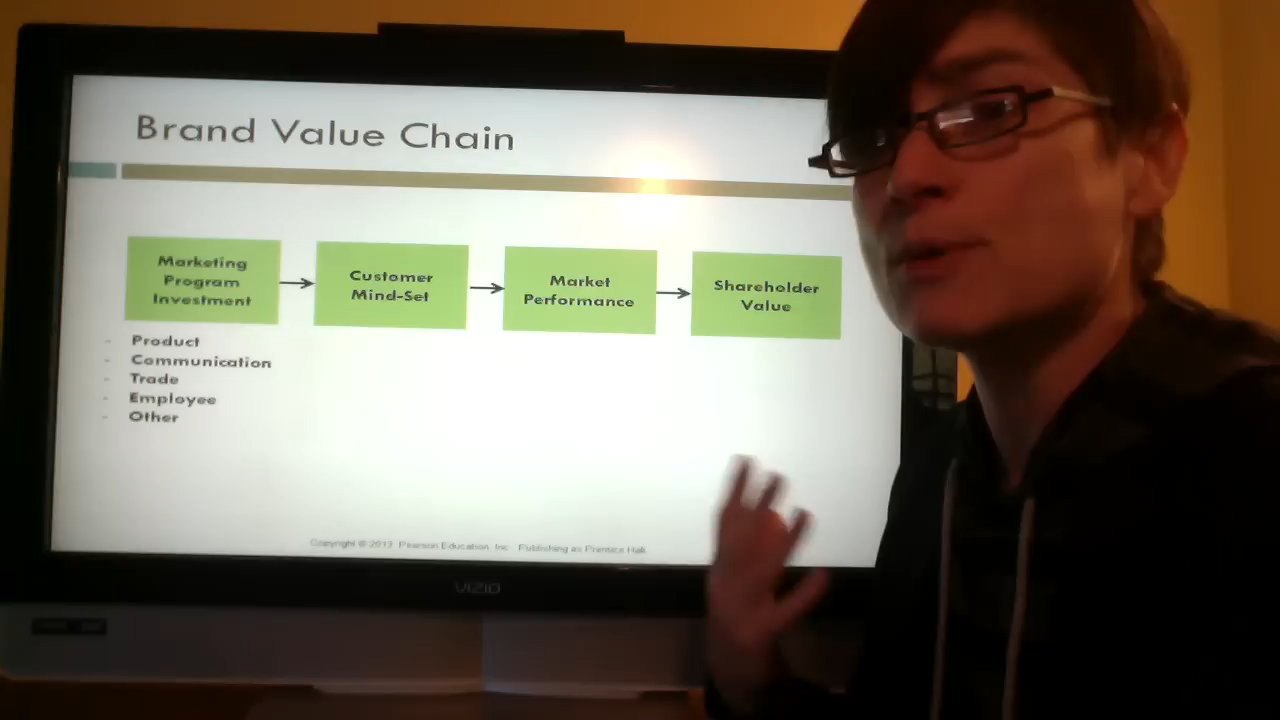 Brand Value Chain
Marketing
Program
Investment
Customer
Mind-Set
Market
Performance
Shareholder
Value
- Product
- Communication
- Trade
- Employee
- Other
Copyright © 2013 Pearson Education, Inc. Publishing as Prentice Hall
VIZIO